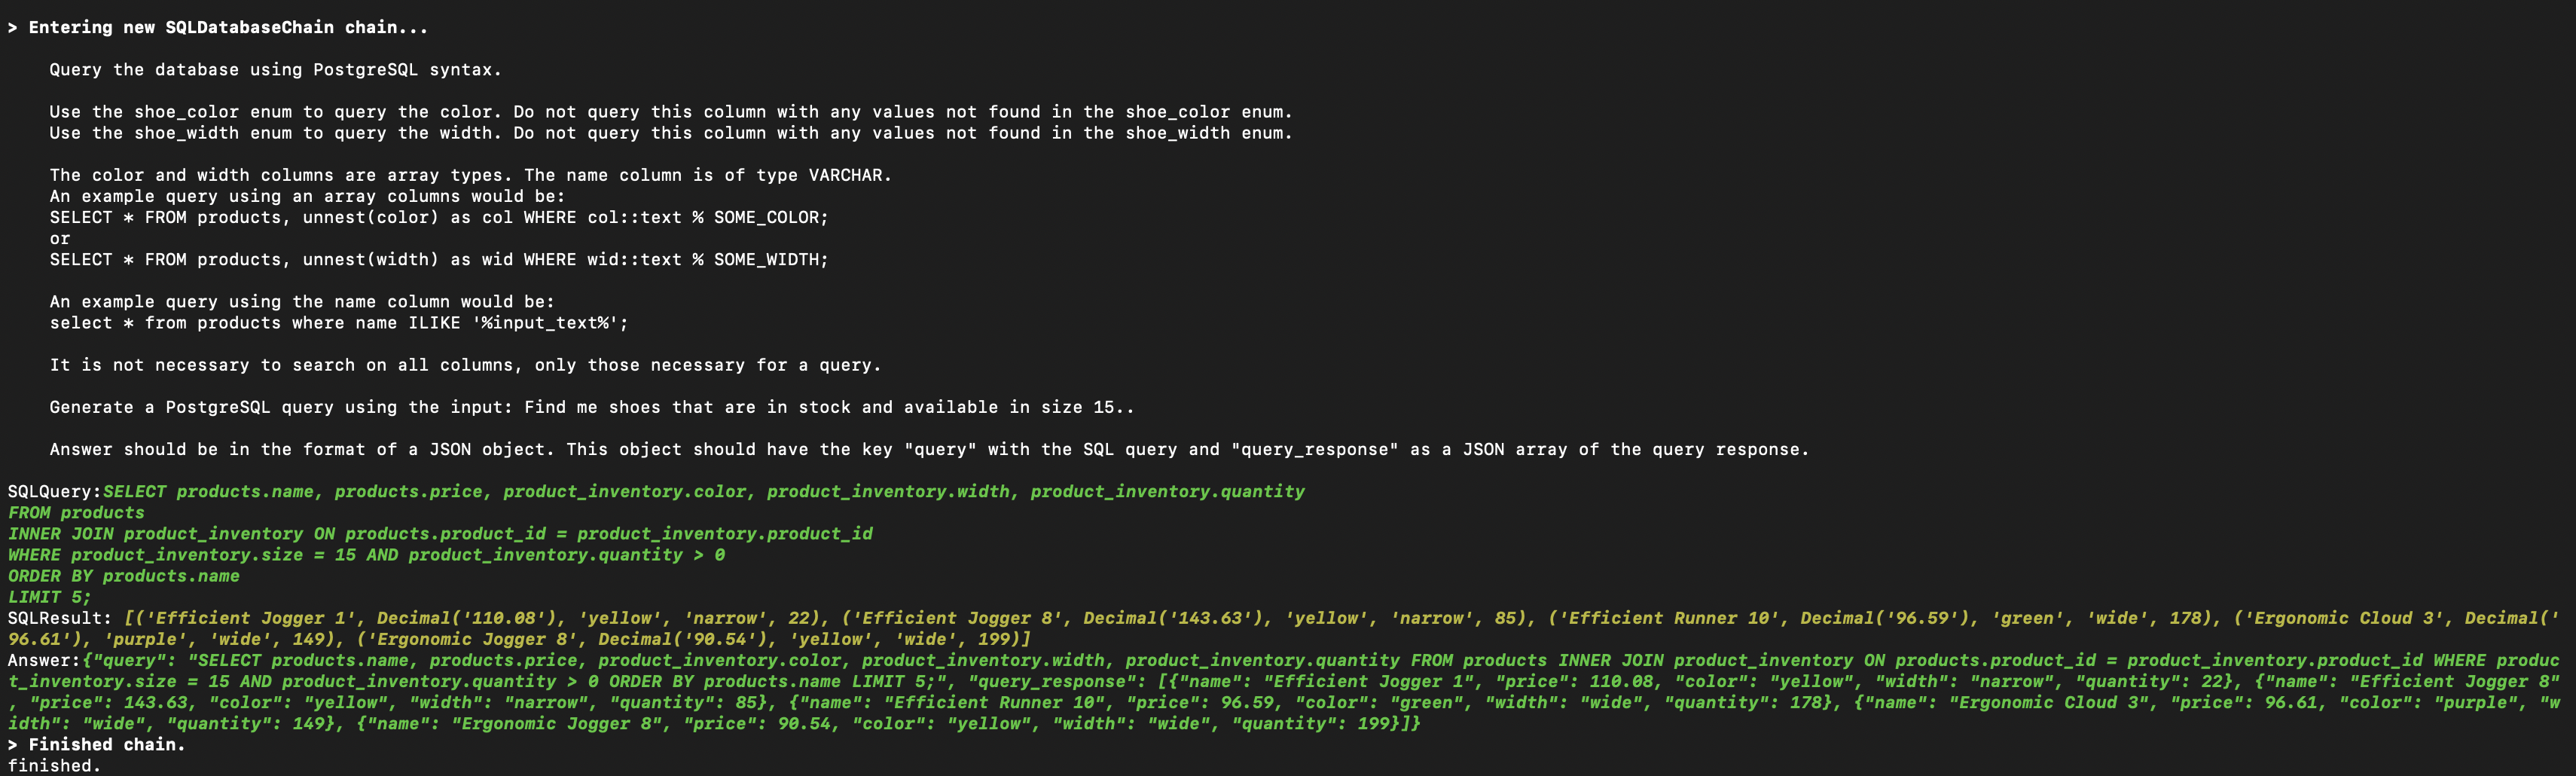 > Entering new SQLDatabaseChain chain...
Query the database using PostgreSQL syntax.
Use the shoe_color enum to query the color. Do not query this column with any values not found in the shoe_color enum.
Use the shoe_width enum to query the width. Do not query this column with any values not found in the shoe_width enum.
The color and width columns are array types. The name column is of type VARCHAR.
An example query using an array columns would be:
SELECT * FROM products, unnest(color) as col WHERE col::text % SOME_COLOR;
or
SELECT * FROM products, unnest(width) as wid WHERE wid::text % SOME_WIDTH;
An example query using the name column would be:
select * from products where name ILIKE '%input_text%';
It is not necessary to search on all columns, only those necessary for a query.
Generate a PostgreSQL query using the input: Find me shoes that are in stock and available in size 15..
Answer should be in the format of a JSON object. This object should have the key "query" with the SQL query and "query_response" as a JSON array of the query response.
SQLQuery:SELECT products.name, products.price, product_inventory.color, product_inventory.width, product_inventory.quantity
FROM products
INNER JOIN product_inventory ON products.product_id = product_inventory.product_id
WHERE product_inventory.size = 15 AND product_inventory.quantity > 0
ORDER BY products.name
LIMIT 5;
SQLResult: [('Efficient Jogger 1', Decimal('110.08'), 'yellow', 'narrow', 22), ('Efficient Jogger 8', Decimal('143.63'), 'yellow', 'narrow', 85), ('Efficient Runner 10', Decimal('96.59'), 'green', 'wide', 178), ('Ergonomic Cloud 3', Decimal('
96.61'), 'purple', 'wide', 149), ('Ergonomic Jogger 8', Decimal('90.54'), 'yellow', 'wide', 199)]
Answer:{"query": "SELECT products.name, products.price, product_inventory.color, product_inventory.width, product_inventory.quantity FROM products INNER JOIN product_inventory ON products.product_id = product_inventory.product_id WHERE produc
t_inventory.size = 15 AND product_inventory.quantity > 0 ORDER BY products.name LIMIT 5;", "query_response": [{"name": "Efficient Jogger 1", "price": 110.08, "color": "yellow", "width": "narrow", "quantity": 22}, {"name": "Efficient Jogger 8"
, "price": 143.63, "color": "yellow", "width": "narrow", "quantity": 85}, {"name": "Efficient Runner 10", "price": 96.59, "color": "green", "width": "wide", "quantity": 178}, {"name": "Ergonomic Cloud 3", "price": 96.61, "color": "purple", "w
idth": "wide", "quantity": 149}, {"name": "Ergonomic Jogger 8", "price": 90.54, "color": "yellow", "width": "wide", "quantity": 199}]}
> Finished chain.
finished.